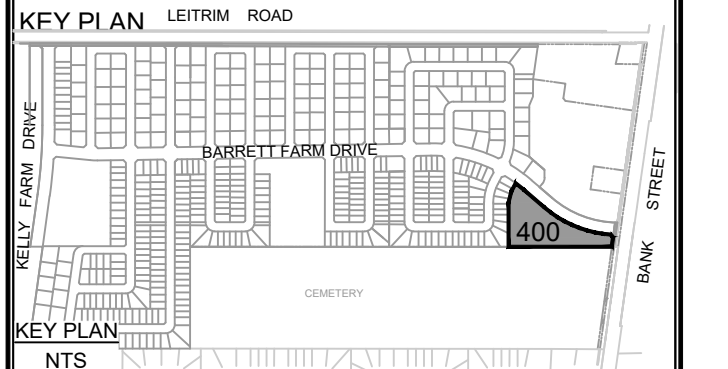 KEY PLAN
LEITRIM ROAD
KELLY FARM DRIVE
BARRETT FARM DRIVE
BANK STREET
400
CEMETERY
KEY PLAN
NTS